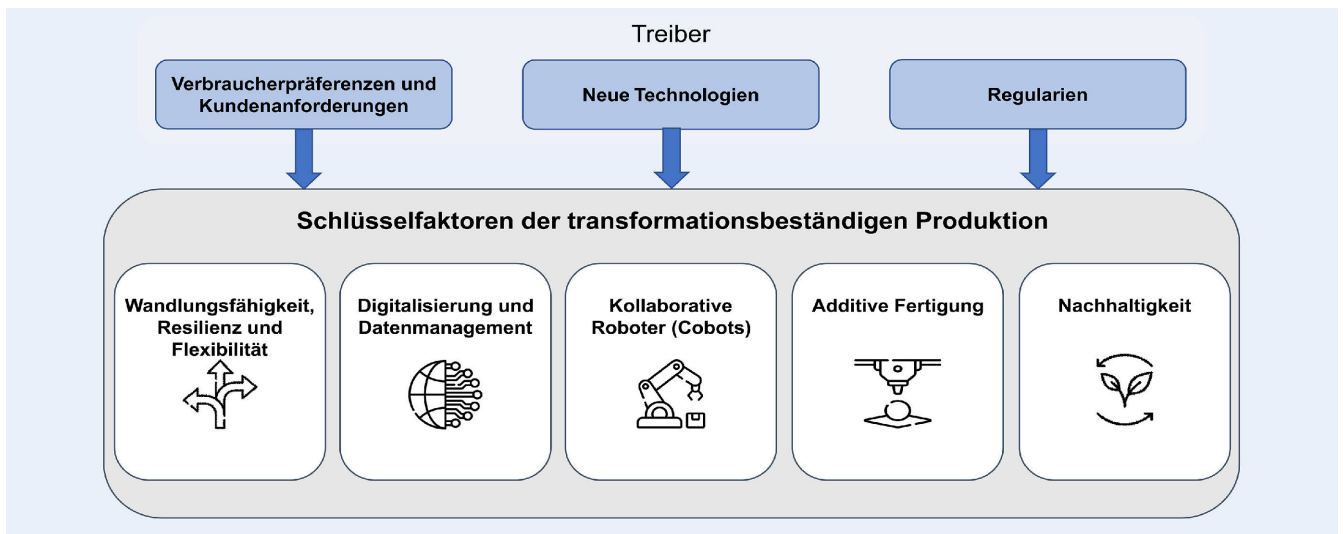 Treiber
Verbraucherpräferenzen und
Kundenanforderungen
Neue Technologien
Regularien
Schlüsselfaktoren der transformationsbeständigen Produktion
Wandlungsfähigkeit,
Resilienz und
Flexibilität
Digitalisierung und
Datenmanagement
Kollaborative
Roboter (Cobots)
Additive Fertigung
Nachhaltigkeit